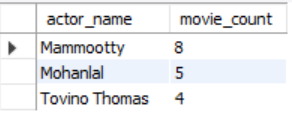 actor_name movie_count
Mammootty 8
Mohanlal 5
Tovino Thomas 4